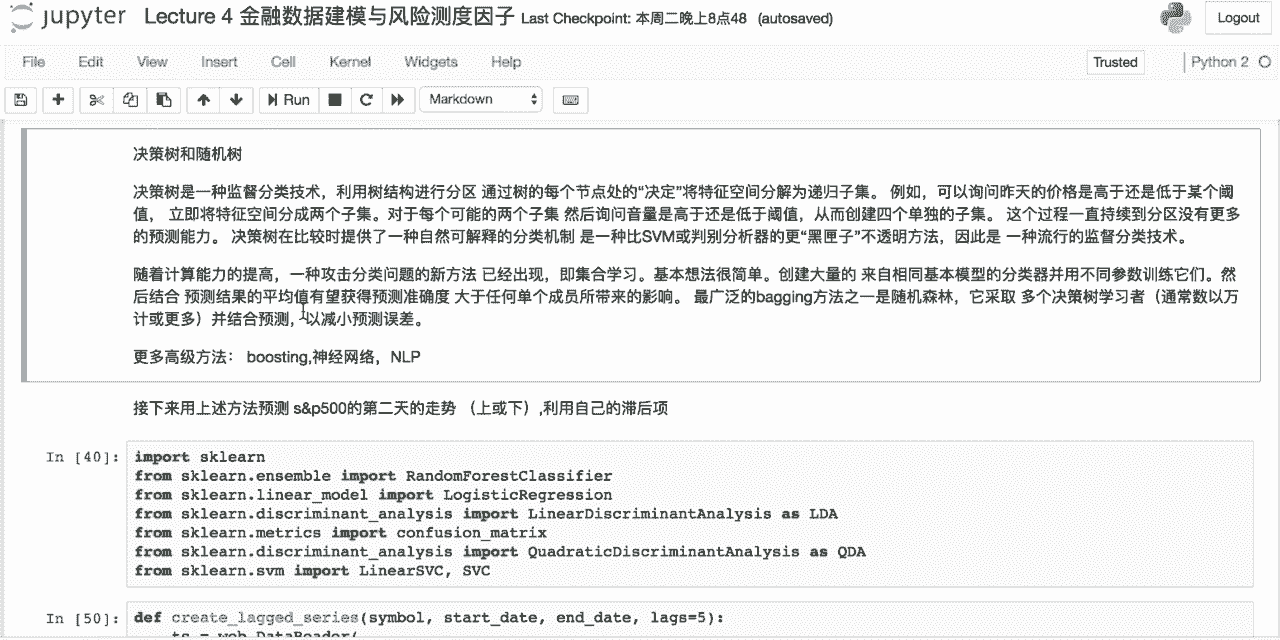 jupyter Lecture 4 金融数据建模与风险测度因子 Last Checkpoint: 本周二晚上8点48 (autosaved)
Logout
File Edit View Insert Cell Kernel Widgets Help
Trusted
Python 2
Run
Markdown
决策树和随机树
决策树是一种监督分类技术，利用树结构进行分区 通过树的每个节点处的“决定”将特征空间分解为递归子集。 例如，可以询问昨天的价格是高于还是低于某个阈
值， 立即将特征空间分成两个子集。对于每个可能的两个子集 然后询问音量是高于还是低于阈值，从而创建四个单独的子集。 这个过程一直持续到分区没有更多
的预测能力。 决策树在比较时提供了一种自然可解释的分类机制 是一种比SVM或判别分析器的更“黑匣子”不透明方法，因此是 一种流行的监督分类技术。
随着计算能力的提高，一种攻击分类问题的新方法 已经出现，即集合学习。基本想法很简单。创建大量的 来自相同基本模型的分类器并用不同参数训练它们。然
后结合 预测结果的平均值有望获得预测准确度 大于任何单个成员所带来的影响。 最广泛的bagging方法之一是随机森林，它采取 多个决策树学习者（通常数以万
计或更多）并结合预测，以减小预测误差。
更多高级方法： boosting,神经网络，NLP
接下来用上述方法预测 s&p500的第二天的走势 （上或下）,利用自己的滞后项
In [40]: import sklearn
from sklearn.ensemble import RandomForestClassifier
from sklearn.linear_model import LogisticRegression
from sklearn.discriminant_analysis import LinearDiscriminantAnalysis as LDA
from sklearn.metrics import confusion_matrix
from sklearn.discriminant_analysis import QuadraticDiscriminantAnalysis as QDA
from sklearn.svm import LinearSVC, SVC
In [50]: def create_lagged_series(symbol, start_date, end_date, lags=5):